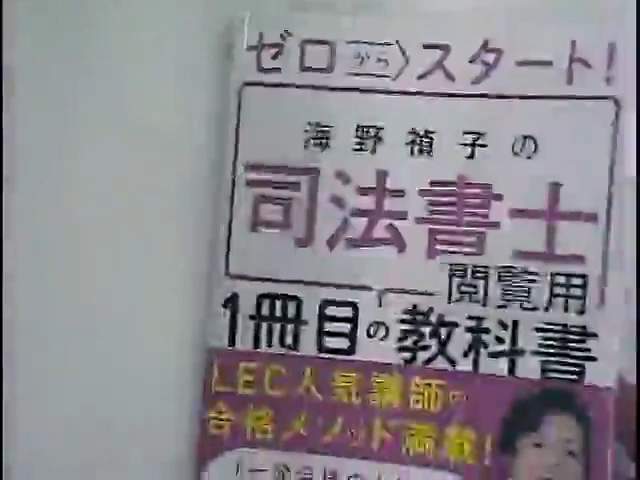 ゼロから スタート!
海野禎子の
司法書士
閲覧用
1冊目の教科書
LEC人気講師の
合格メソッド満載!